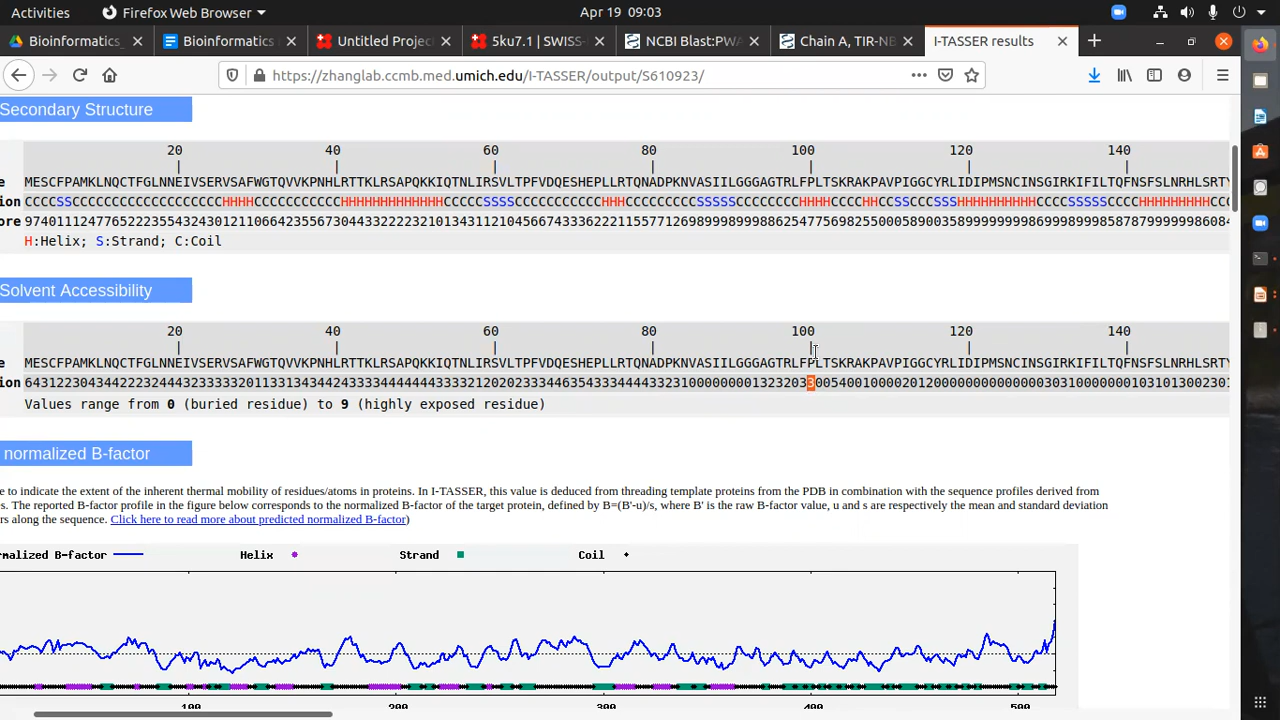 Activities
Firefox Web Browser
Apr 19 09:03
Bioinformatics_
Bioinformatics
Untitled Projec
5ku7.1 | SWISS-
NCBI Blast:PWA
Chain A, TIR-NB
I-TASSER results
https://zhanglab.ccmb.med.umich.edu/I-TASSER/output/S610923/
Secondary Structure
20 40 60 80 100 120 140
MESCFPAMKLNQCTFGLNNEIVSERVSAFWGTQVVKPNHLRTTKLRSAPQKKIQTNLIRSVLTPFVDQESHEPLLRTQNADPKNVASIILGGGAGTRLFPLTSKRAKPAVPIGGCYRLIDIPMSNCINSGIRKIFILTQFNSFSLNRHLSRTY
H:Helix; S:Strand; C:Coil
Solvent Accessibility
20 40 60 80 100 120 140
MESCFPAMKLNQCTFGLNNEIVSERVSAFWGTQVVKPNHLRTTKLRSAPQKKIQTNLIRSVLTPFVDQESHEPLLRTQNADPKNVASIILGGGAGTRLFPLTSKRAKPAVPIGGCYRLIDIPMSNCINSGIRKIFILTQFNSFSLNRHLSRTY
Values range from 0 (buried residue) to 9 (highly exposed residue)
normalized B-factor
e to indicate the extent of the inherent thermal mobility of residues/atoms in proteins. In I-TASSER, this value is deduced from threading template proteins from the PDB in combination with the sequence profiles derived from
s. The reported B-factor profile in the figure below corresponds to the normalized B-factor of the target protein, defined by B=(B'-u)/s, where B' is the raw B-factor value, u and s are respectively the mean and standard deviation
rs along the sequence. Click here to read more about predicted normalized B-factor)
rmalized B-factor Helix Strand Coil
100 200 300 400 500